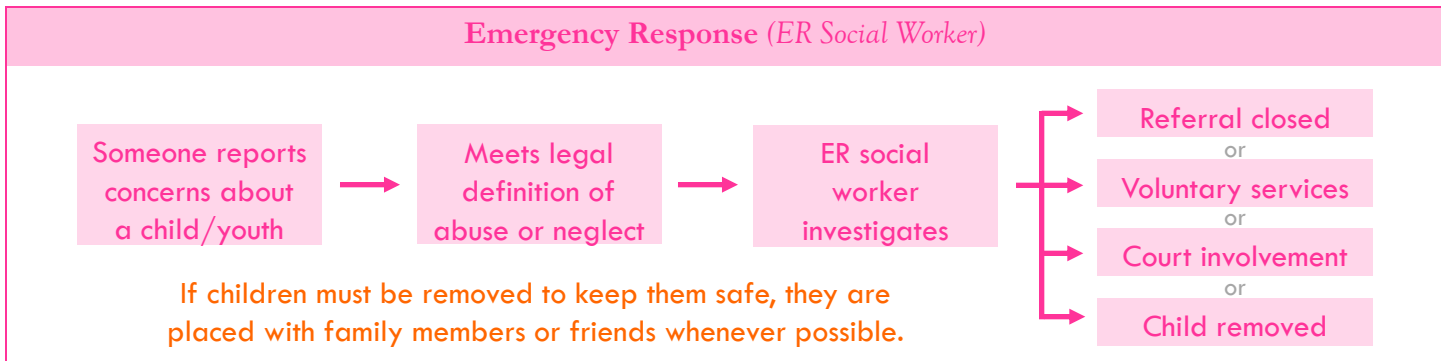 Emergency Response (ER Social Worker)
Someone reports
concerns about
a child/youth
Meets legal
definition of
abuse or neglect
ER social
worker
investigates
Referral closed
or
Voluntary services
or
Court involvement
or
Child removed
If children must be removed to keep them safe, they are
placed with family members or friends whenever possible.